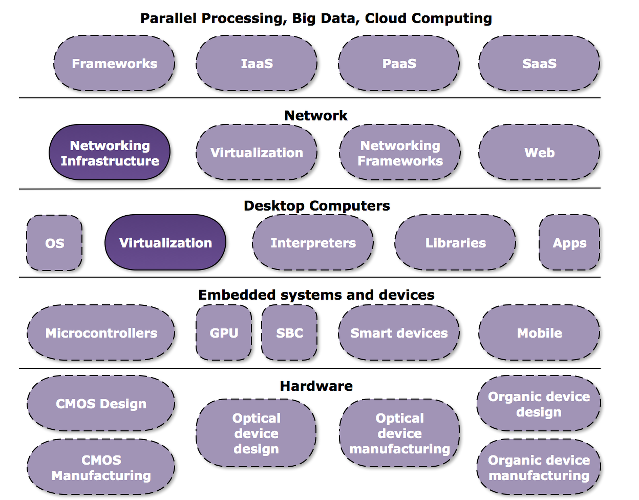 Parallel Processing, Big Data, Cloud Computing
Frameworks
IaaS
PaaS
SaaS
Network
Networking
Infrastructure
Virtualization
Networking
Frameworks
Web
Desktop Computers
OS
Virtualization
Interpreters
Libraries
Apps
Embedded systems and devices
Microcontrollers
GPU
SBC
Smart devices
Mobile
Hardware
CMOS Design
CMOS
Manufacturing
Optical
device
design
Optical
device
manufacturing
Organic device
design
Organic device
manufacturing